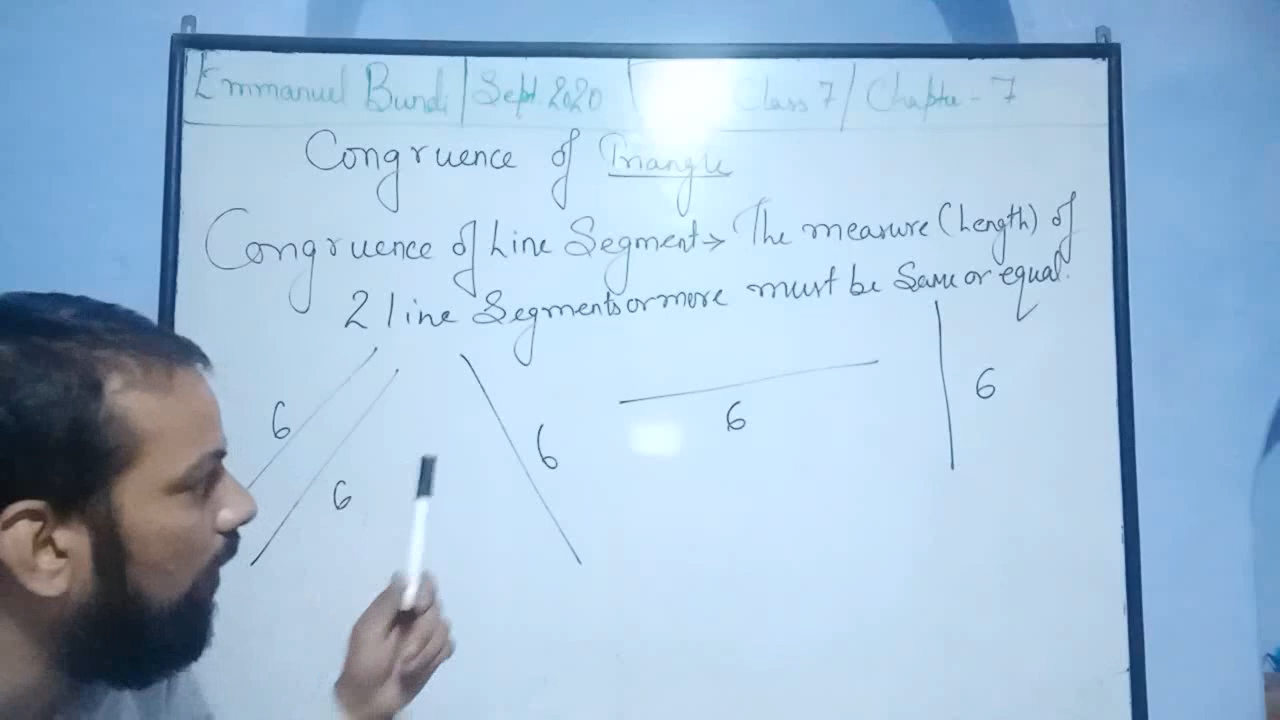 Emmanuel Bundi | Sept. 2020 | Class 7 / Chapter - 7
Congruence of Triangle
Congruence of Line Segment → The measure (Length) of
2 line Segments or more must be Same or equal.
6
6
6
6
6